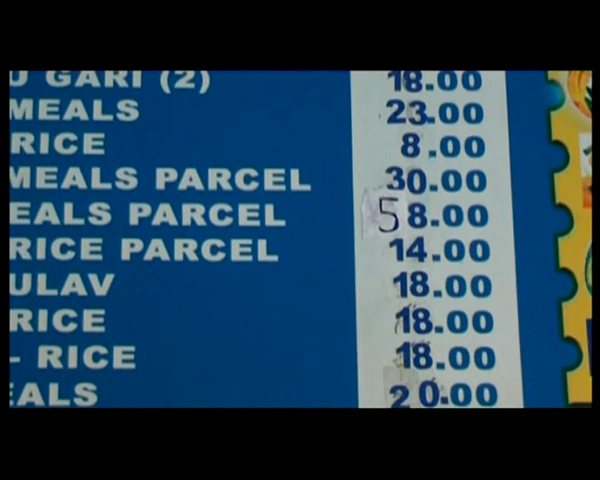 GARI (2) 18.00
MEALS 23.00
RICE 8.00
MEALS PARCEL 30.00
EALS PARCEL 58.00
RICE PARCEL 14.00
ULAV 18.00
RICE 18.00
- RICE 18.00
EALS 20.00